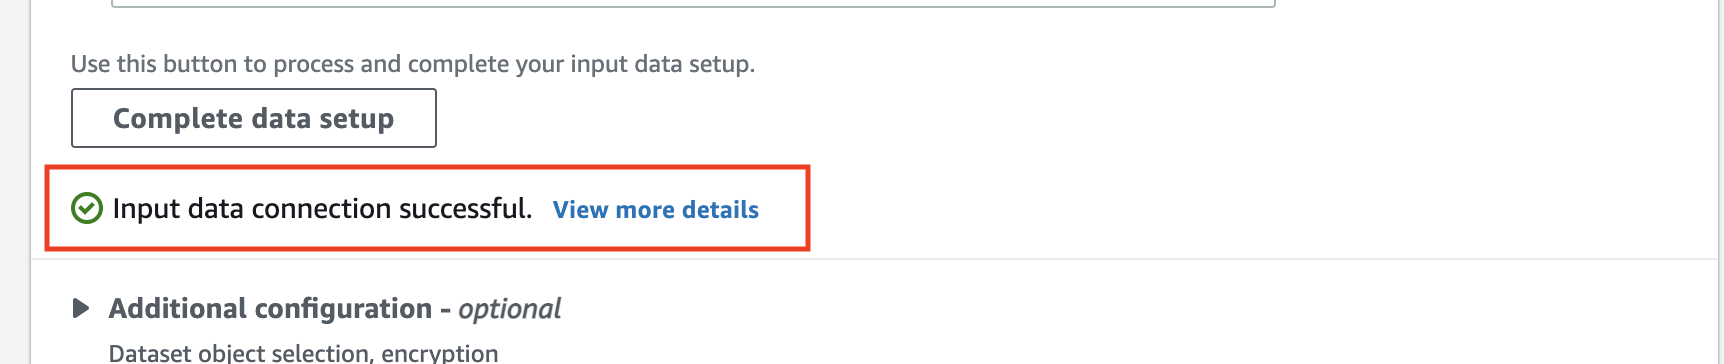 Use this button to process and complete your input data setup.
Complete data setup
Input data connection successful. View more details
Additional configuration - optional
Dataset object selection, encryption